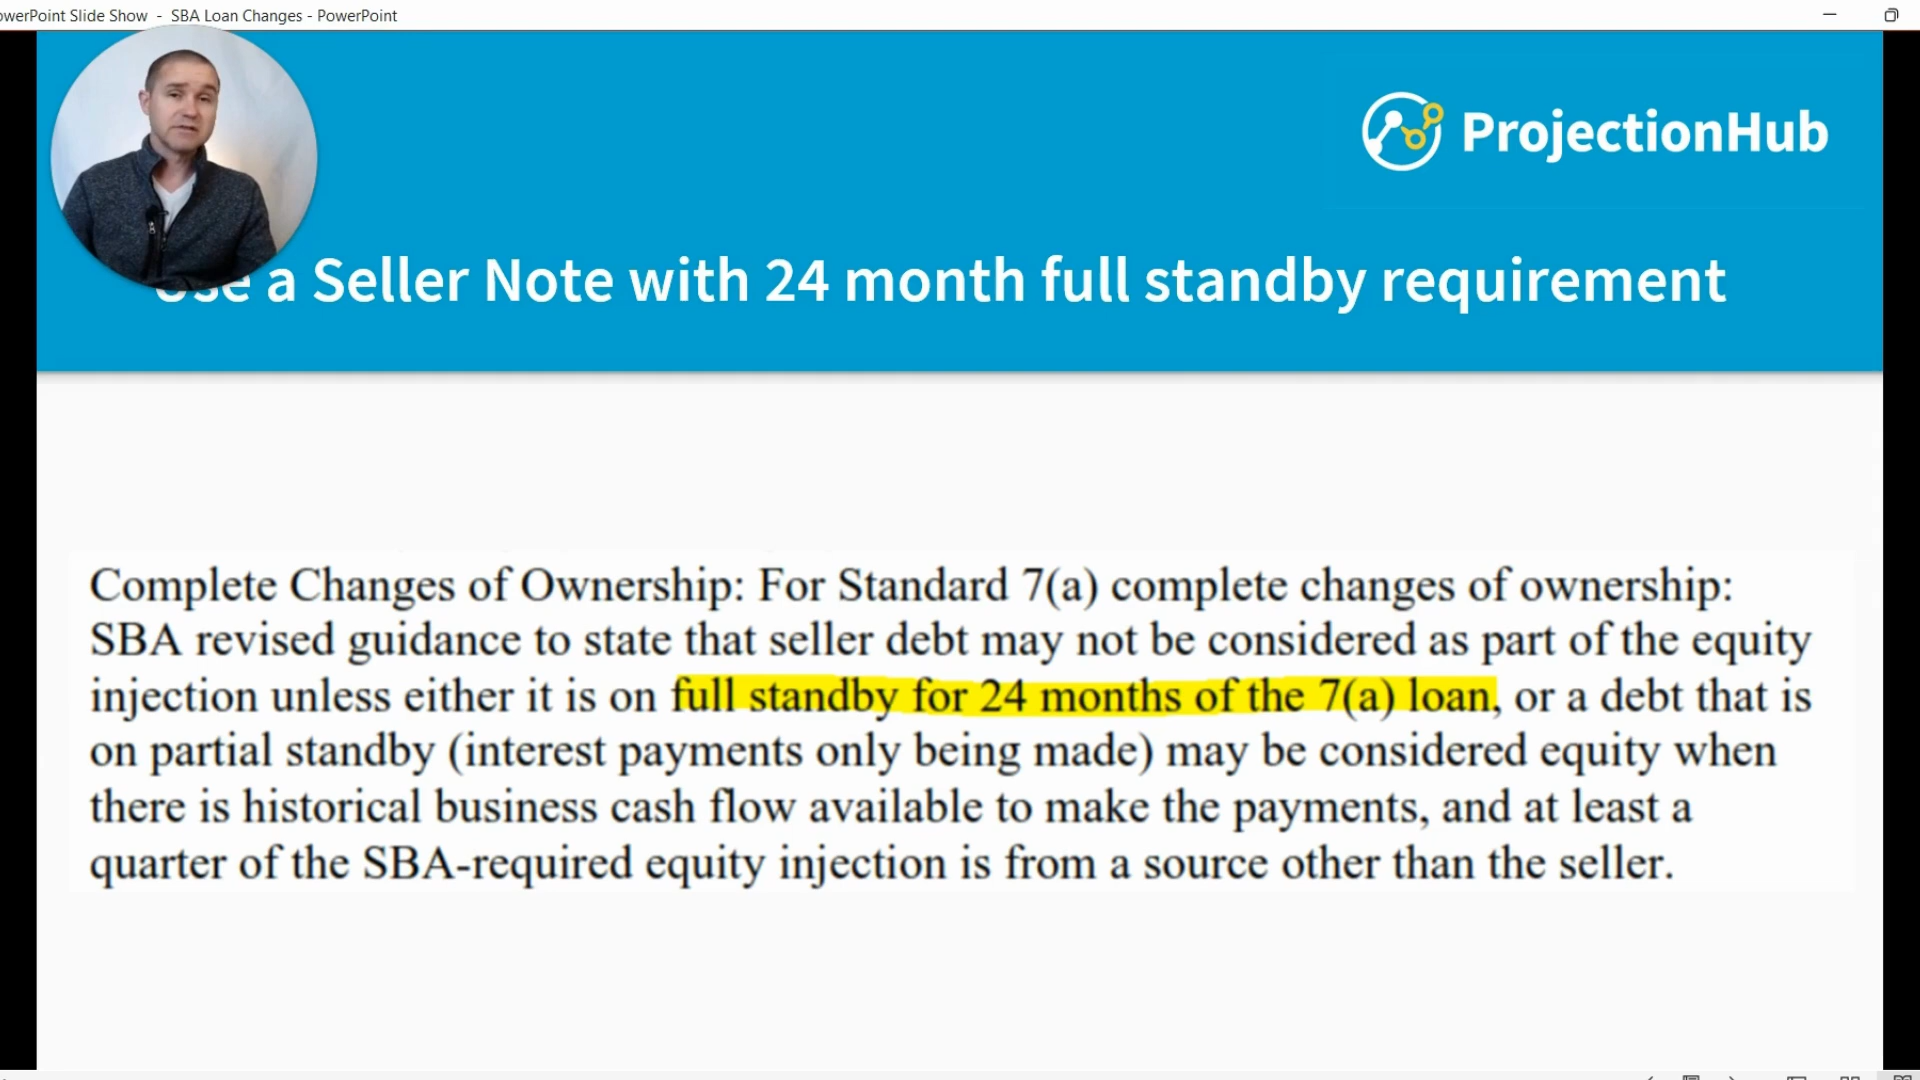 PowerPoint Slide Show - SBA Loan Changes - PowerPoint
ProjectionHub
a Seller Note with 24 month full standby requirement
Complete Changes of Ownership: For Standard 7(a) complete changes of ownership:
SBA revised guidance to state that seller debt may not be considered as part of the equity
injection unless either it is on full standby for 24 months of the 7(a) loan, or a debt that is
on partial standby (interest payments only being made) may be considered equity when
there is historical business cash flow available to make the payments, and at least a
quarter of the SBA-required equity injection is from a source other than the seller.